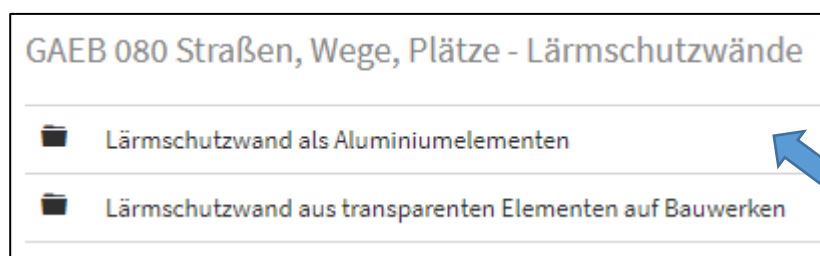 GAEB 080 Straßen, Wege, Plätze - Lärmschutzwände
Lärmschutzwand als Aluminiumelementen
Lärmschutzwand aus transparenten Elementen auf Bauwerken